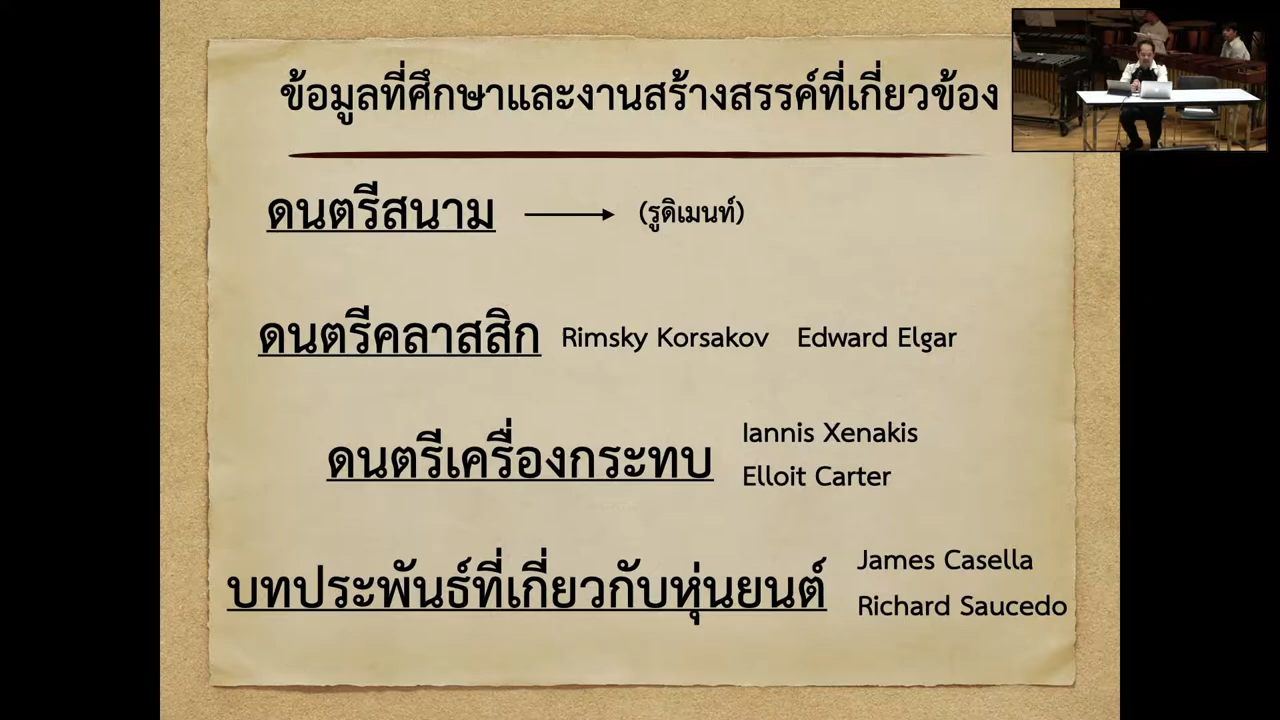 ข้อมูลที่ศึกษาและงานสร้างสรรค์ที่เกี่ยวข้อง
ดนตรีสนาม (รูดิเมนท์)
ดนตรีคลาสสิก Rimsky Korsakov Edward Elgar
ดนตรีเครื่องกระทบ
Iannis Xenakis
Elloit Carter
บทประพันธ์ที่เกี่ยวกับหุ่นยนต์
James Casella
Richard Saucedo